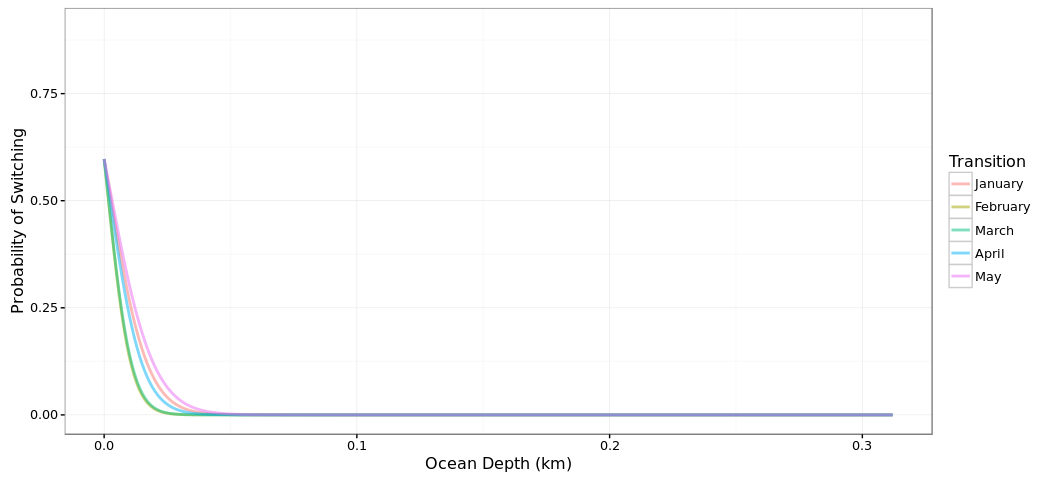 0.75
0.50
0.25
0.00
Probability of Switching
0.0 0.1 0.2 0.3
Ocean Depth (km)
Transition
January
February
March
April
May